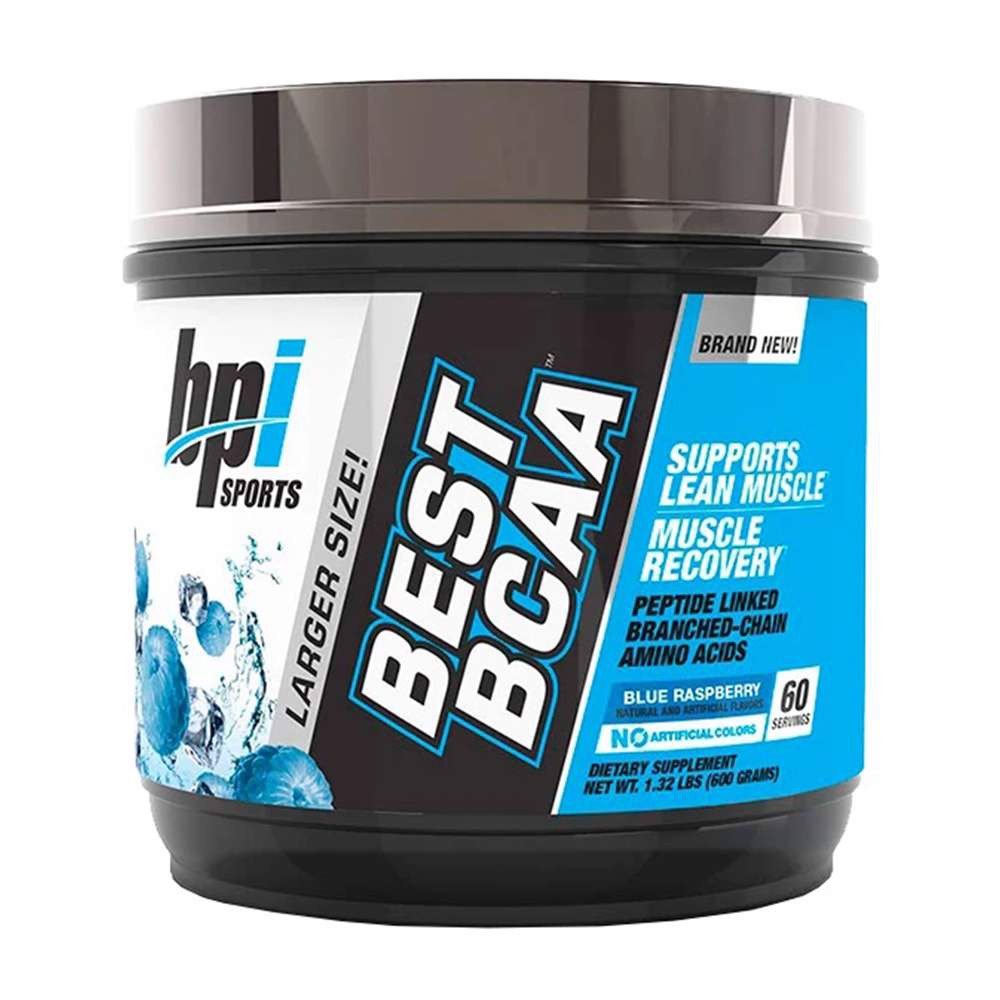 bpi
SPORTS
LARGER SIZE!
BEST
BCAA™
BRAND NEW!
SUPPORTS
LEAN MUSCLE*
MUSCLE
RECOVERY*
PEPTIDE LINKED
BRANCHED-CHAIN
AMINO ACIDS
BLUE RASPBERRY
NATURAL AND ARTIFICIAL FLAVORS
NO ARTIFICIAL COLORS
60
SERVINGS
DIETARY SUPPLEMENT
NET WT. 1.32 LBS (600 GRAMS)